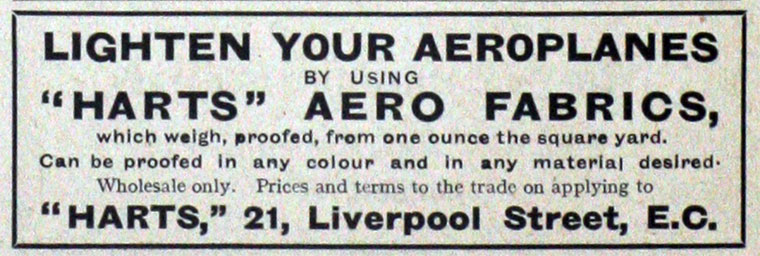 LIGHTEN YOUR AEROPLANES
BY USING
“HARTS” AERO FABRICS,
which weigh, proofed, from one ounce the square yard.
Can be proofed in any colour and in any material desired.
Wholesale only. Prices and terms to the trade on applying to
“HARTS,” 21, Liverpool Street, E.C.